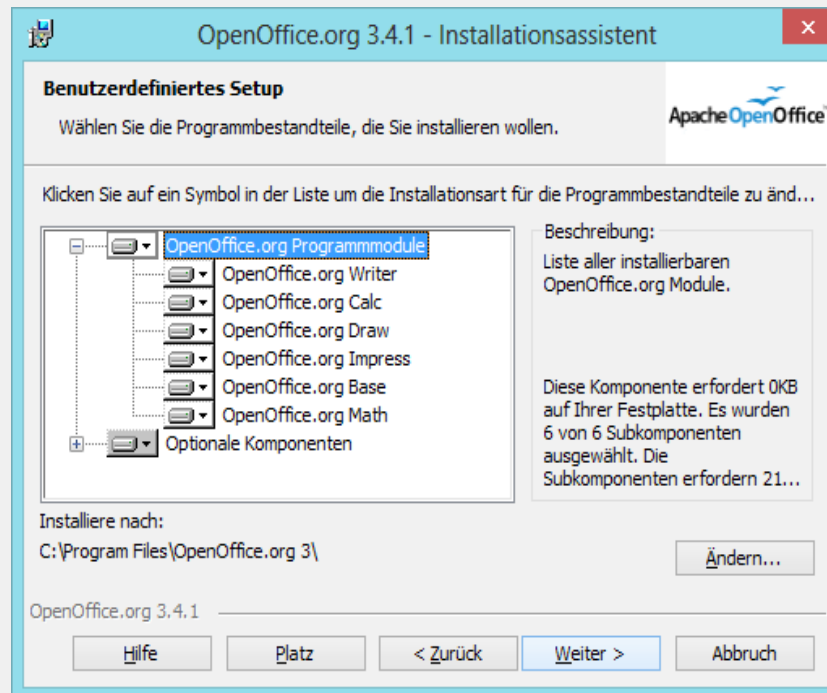 OpenOffice.org 3.4.1 - Installationsassistent
Benutzerdefiniertes Setup
Wählen Sie die Programmbestandteile, die Sie installieren wollen.
Apache OpenOffice
Klicken Sie auf ein Symbol in der Liste um die Installationsart für die Programmbestandteile zu änd...
OpenOffice.org Programmmodule
OpenOffice.org Writer
OpenOffice.org Calc
OpenOffice.org Draw
OpenOffice.org Impress
OpenOffice.org Base
OpenOffice.org Math
Optionale Komponenten
Beschreibung:
Liste aller installierbaren
OpenOffice.org Module.
Diese Komponente erfordert 0KB
auf Ihrer Festplatte. Es wurden
6 von 6 Subkomponenten
ausgewählt. Die
Subkomponenten erfordern 21...
Installiere nach:
C:\Program Files\OpenOffice.org 3\
Ändern...
OpenOffice.org 3.4.1
Hilfe
Platz
< Zurück
Weiter >
Abbruch